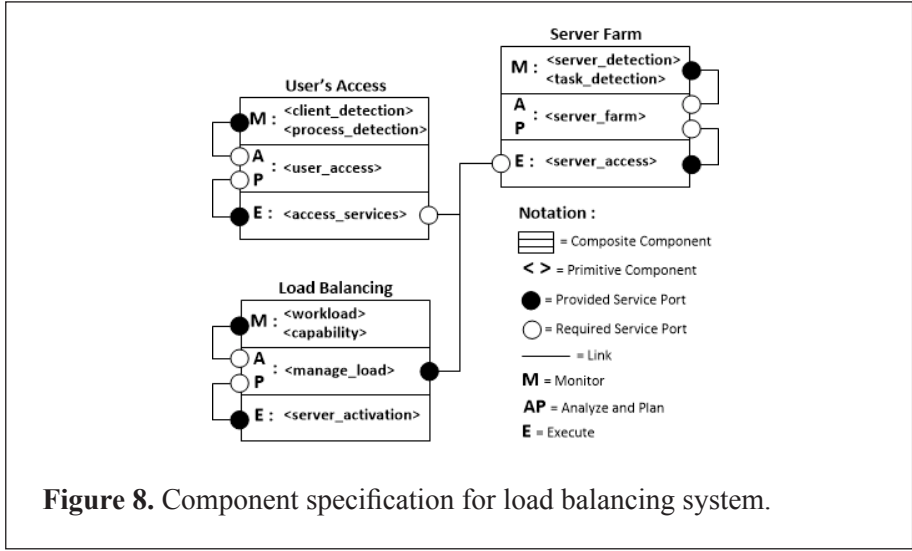 User's Access
M : <client_detection>
<process_detection>
A
P : <user_access>
E : <access_services>
Load Balancing
M : <workload>
<capability>
A
P : <manage_load>
E : <server_activation>
Server Farm
M : <server_detection>
<task_detection>
A
P : <server_farm>
E : <server_access>
Notation :
= Composite Component
< > = Primitive Component
= Provided Service Port
= Required Service Port
= Link
M = Monitor
AP = Analyze and Plan
E = Execute
Figure 8. Component specification for load balancing system.